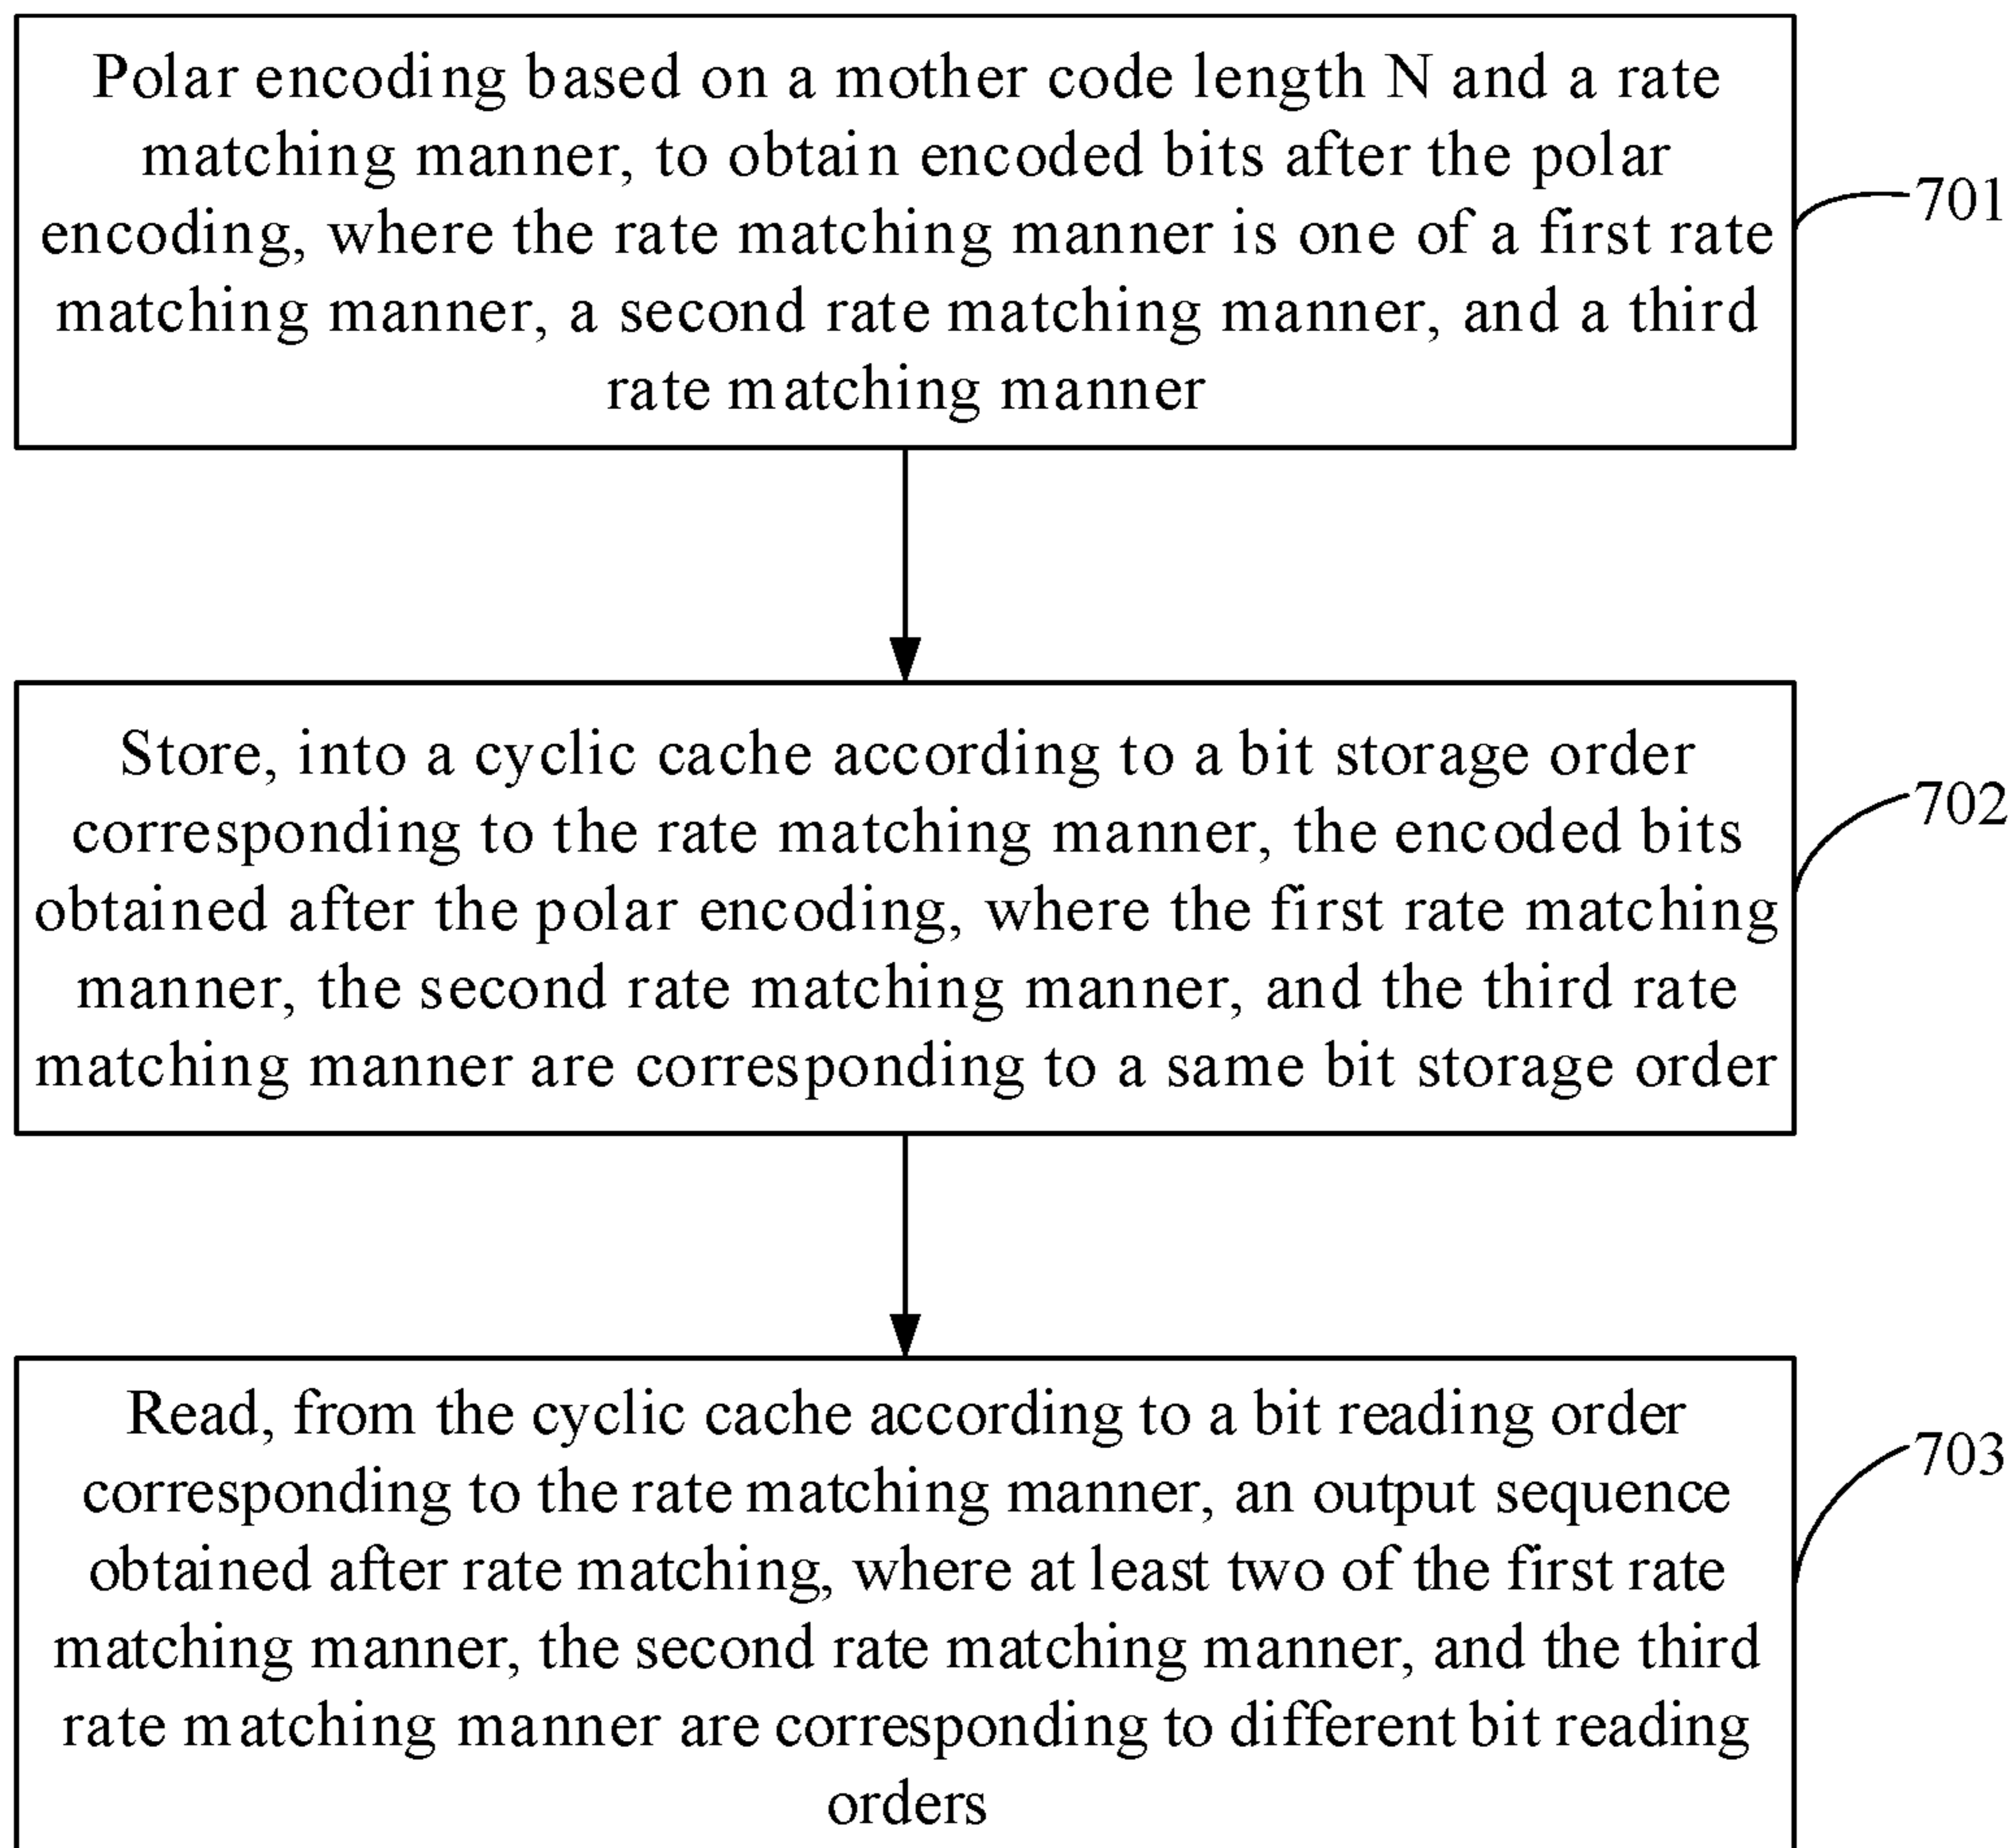 Polar encoding based on a mother code length N and a rate
matching manner, to obtain encoded bits after the polar
encoding, where the rate matching manner is one of a first rate
matching manner, a second rate matching manner, and a third
rate matching manner
701
Store, into a cyclic cache according to a bit storage order
corresponding to the rate matching manner, the encoded bits
obtained after the polar encoding, where the first rate matching
manner, the second rate matching manner, and the third rate
matching manner are corresponding to a same bit storage order
702
Read, from the cyclic cache according to a bit reading order
corresponding to the rate matching manner, an output sequence
obtained after rate matching, where at least two of the first rate
matching manner, the second rate matching manner, and the third
rate matching manner are corresponding to different bit reading
orders
703